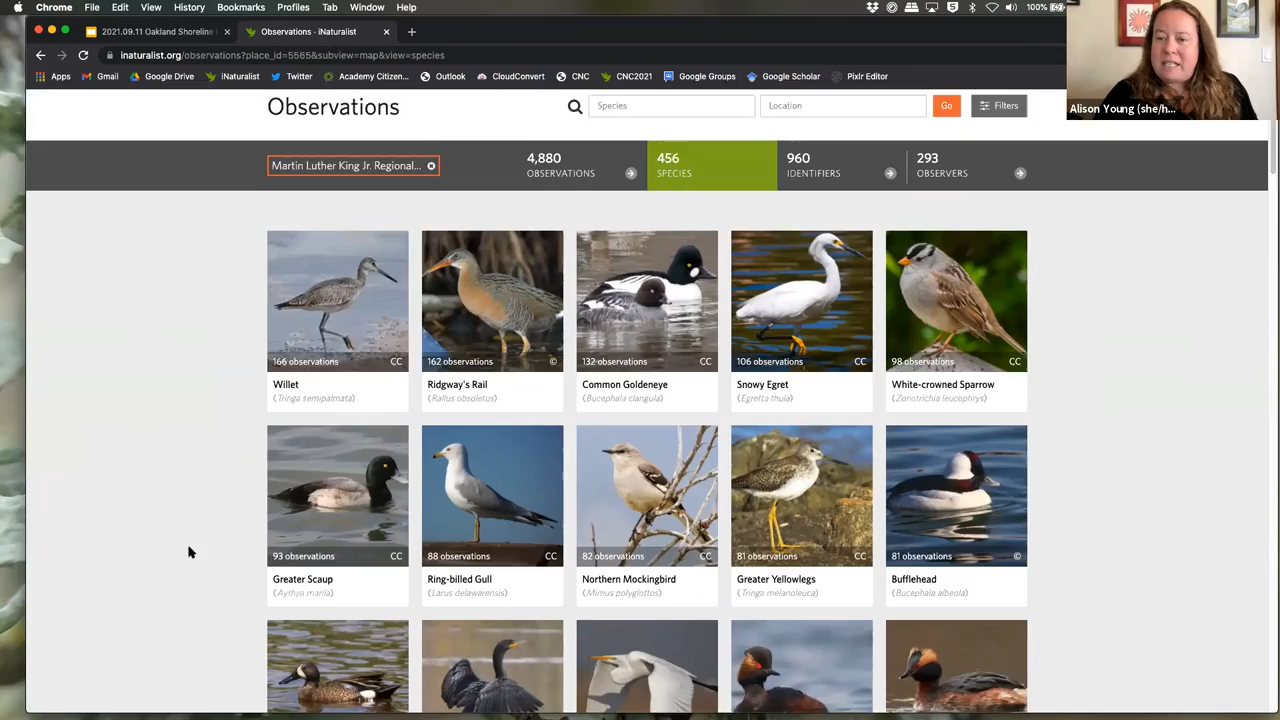 Chrome File Edit View History Bookmarks Profiles Tab Window Help 100%
2021.09.11 Oakland Shoreline Observations - iNaturalist
inaturalist.org/observations?place_id=5565&subview=map&view=species
Apps Gmail Google Drive iNaturalist Twitter Academy Citizen... Outlook CloudConvert CNC CNC2021 Google Groups Google Scholar Pixlr Editor
Alison Young (she/h...
Observations Species Location Go Filters
Martin Luther King Jr. Regional...
4,880 456 960 293
OBSERVATIONS SPECIES IDENTIFIERS OBSERVERS
166 observations CC 162 observations © 132 observations CC 106 observations CC 98 observations CC
Willet Ridgway's Rail Common Goldeneye Snowy Egret White-crowned Sparrow
(Tringa semipalmata) (Rallus obsoletus) (Bucephala clangula) (Egretta thula) (Zonotrichia leucophrys)
93 observations CC 88 observations CC 82 observations CC 81 observations CC 81 observations ©
Greater Scaup Ring-billed Gull Northern Mockingbird Greater Yellowlegs Bufflehead
(Aythya marila) (Larus delawarensis) (Mimus polyglottos) (Tringa melanoleuca) (Bucephala albeola)